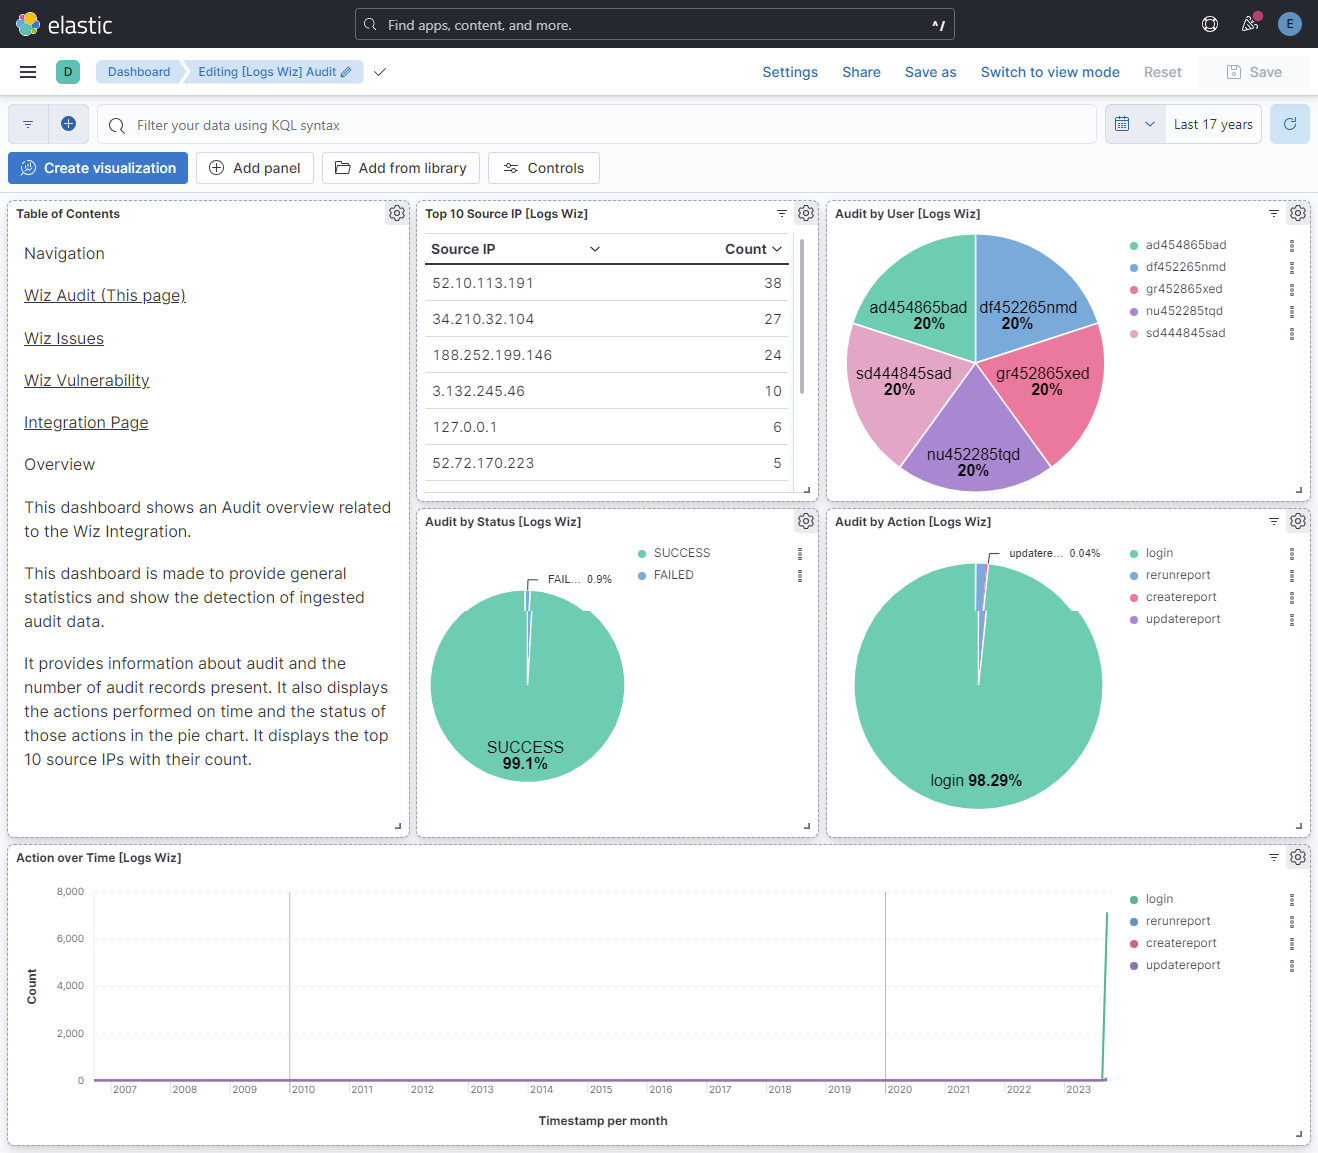 elastic
Find apps, content, and more.
^/
E
D
Dashboard
Editing [Logs Wiz] Audit
Settings
Share
Save as
Switch to view mode
Reset
Save
Filter your data using KQL syntax
Last 17 years
Create visualization
Add panel
Add from library
Controls
Table of Contents
Navigation
Wiz Audit (This page)
Wiz Issues
Wiz Vulnerability
Integration Page
Overview
This dashboard shows an Audit overview related
to the Wiz Integration.
This dashboard is made to provide general
statistics and show the detection of ingested
audit data.
It provides information about audit and the
number of audit records present. It also displays
the actions performed on time and the status of
those actions in the pie chart. It displays the top
10 source IPs with their count.
Top 10 Source IP [Logs Wiz]
Source IP Count
52.10.113.191 38
34.210.32.104 27
188.252.199.146 24
3.132.245.46 10
127.0.0.1 6
52.72.170.223 5
Audit by User [Logs Wiz]
ad454865bad
20%
df452265nmd
20%
sd444845sad
20%
gr452865xed
20%
nu452285tqd
20%
ad454865bad
df452265nmd
gr452865xed
nu452285tqd
sd444845sad
Audit by Status [Logs Wiz]
FAIL... 0.9%
SUCCESS
99.1%
SUCCESS
FAILED
Audit by Action [Logs Wiz]
updatere... 0.04%
login 98.29%
login
rerunreport
createreport
updatereport
Action over Time [Logs Wiz]
8,000
6,000
4,000
2,000
0
Count
2007 2008 2009 2010 2011 2012 2013 2014 2015 2016 2017 2018 2019 2020 2021 2022 2023
Timestamp per month
login
rerunreport
createreport
updatereport